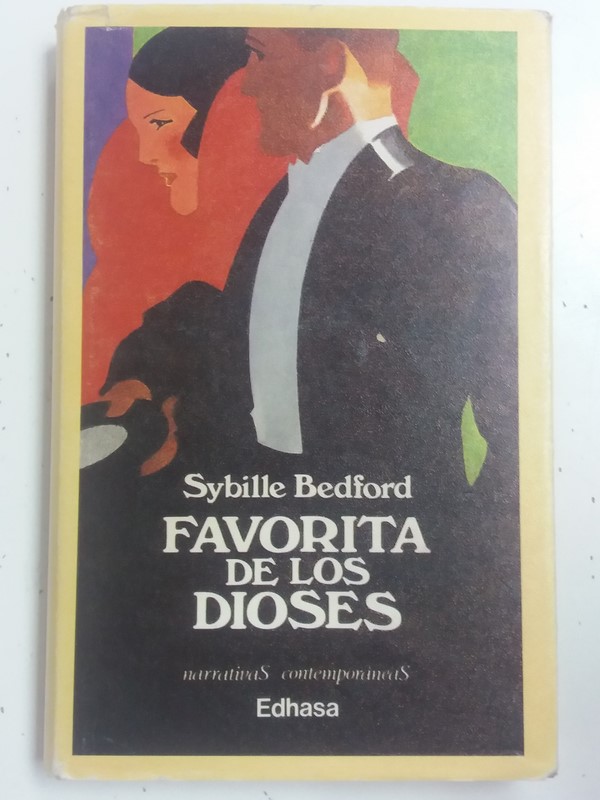 Sybille Bedford
FAVORITA
DE LOS
DIOSES
narrativaS contemporáneaS
Edhasa